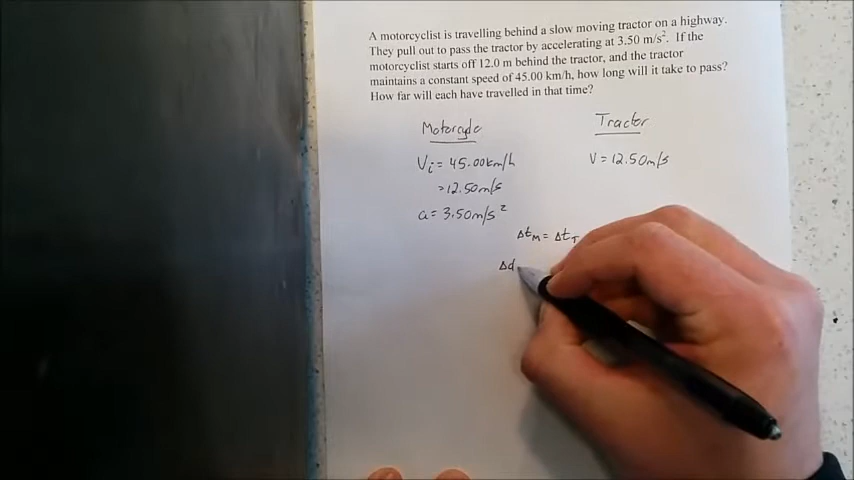 A motorcyclist is travelling behind a slow moving tractor on a highway.
They pull out to pass the tractor by accelerating at 3.50 m/s². If the
motorcyclist starts off 12.0 m behind the tractor, and the tractor
maintains a constant speed of 45.00 km/h, how long will it take to pass?
How far will each have travelled in that time?
Motorcycle
Tractor
Vi = 45.00km/h
V = 12.50m/s
=12.50m/s
a = 3.50m/s²
ΔtM = ΔtT
Δd